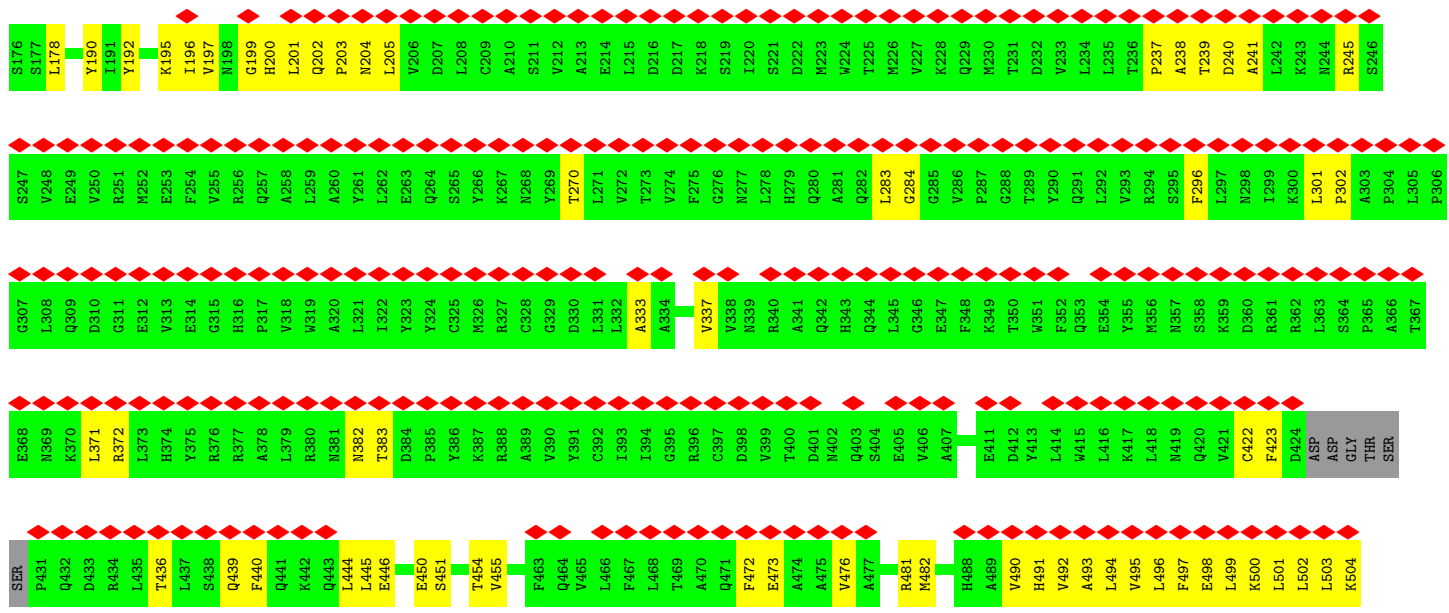 S176 S177 L178 Y190 I191 Y192 K195 I196 V197 N198 G199 H200 L201 Q202 P203 N204 L205 V206 D207 L208 C209 A210 S211 V212 A213 E214 L215 D216 D217 K218 S219 I220 S221 D222 M223 W224 T225 M226 V227 K228 Q229 M230 T231 D232 V233 L234 L235 T236 P237 A238 T239 D240 A241 L242 K243 N244 R245 S246
S247 V248 E249 V250 R251 M252 E253 F254 V255 R256 Q257 A258 L259 A260 Y261 L262 E263 Q264 S265 Y266 K267 N268 Y269 T270 L271 V272 T273 V274 F275 G276 N277 L278 H279 Q280 A281 Q282 L283 G284 G285 V286 P287 G288 T289 Y290 Q291 L292 V293 R294 S295 F296 L297 N298 I299 K300 L301 P302 A303 P304 L305 P306
G307 L308 Q309 D310 G311 E312 V313 E314 G315 H316 P317 V318 W319 A320 L321 I322 Y323 Y324 C325 M326 R327 C328 G329 D330 L331 L332 A333 A334 V337 V338 N339 R340 A341 Q342 H343 Q344 L345 G346 E347 F348 K349 T350 W351 F352 Q353 E354 Y355 M356 N357 S358 K359 D360 R361 R362 L363 S364 P365 A366 T367
E368 N369 K370 L371 R372 L373 H374 Y375 R376 R377 A378 L379 R380 N381 N382 T383 D384 P385 Y386 K387 R388 A389 V390 Y391 C392 I393 I394 G395 R396 C397 D398 V399 T400 D401 N402 Q403 S404 E405 V406 A407 E411 D412 Y413 L414 W415 L416 K417 L418 N419 Q420 V421 C422 F423 D424 ASP ASP GLY THR SER
SER P431 Q432 D433 R434 L435 T436 L437 S438 Q439 F440 Q441 K442 Q443 L444 L445 E446 E450 S451 T454 V455 F463 Q464 V465 L466 F467 L468 T469 A470 Q471 F472 E473 A474 A475 V476 A477 R481 M482 H488 A489 V490 H491 V492 A493 L494 V495 L496 F497 E498 L499 K500 L501 L502 L503 K504